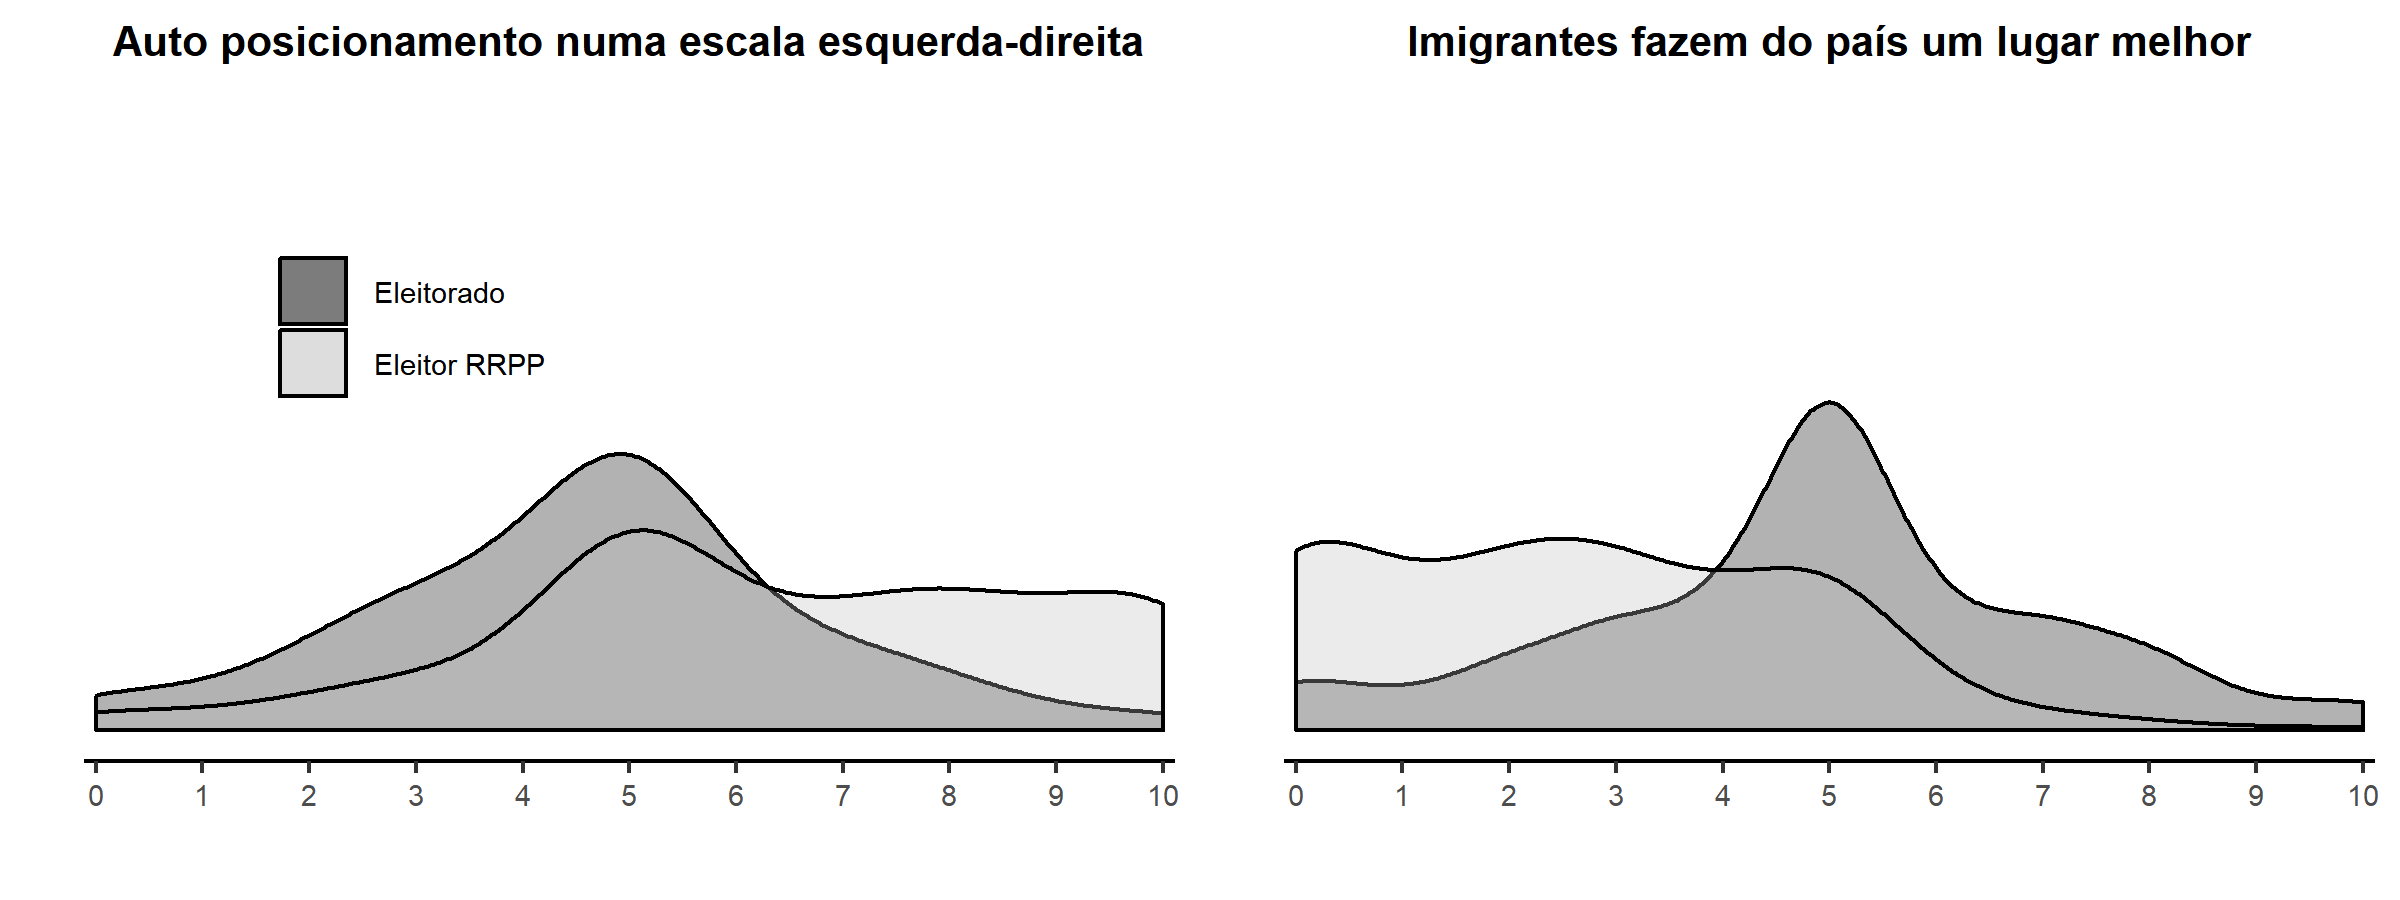 Auto posicionamento numa escala esquerda-direita
Eleitorado
Eleitor RRPP
0 1 2 3 4 5 6 7 8 9 10
Imigrantes fazem do país um lugar melhor
0 1 2 3 4 5 6 7 8 9 10